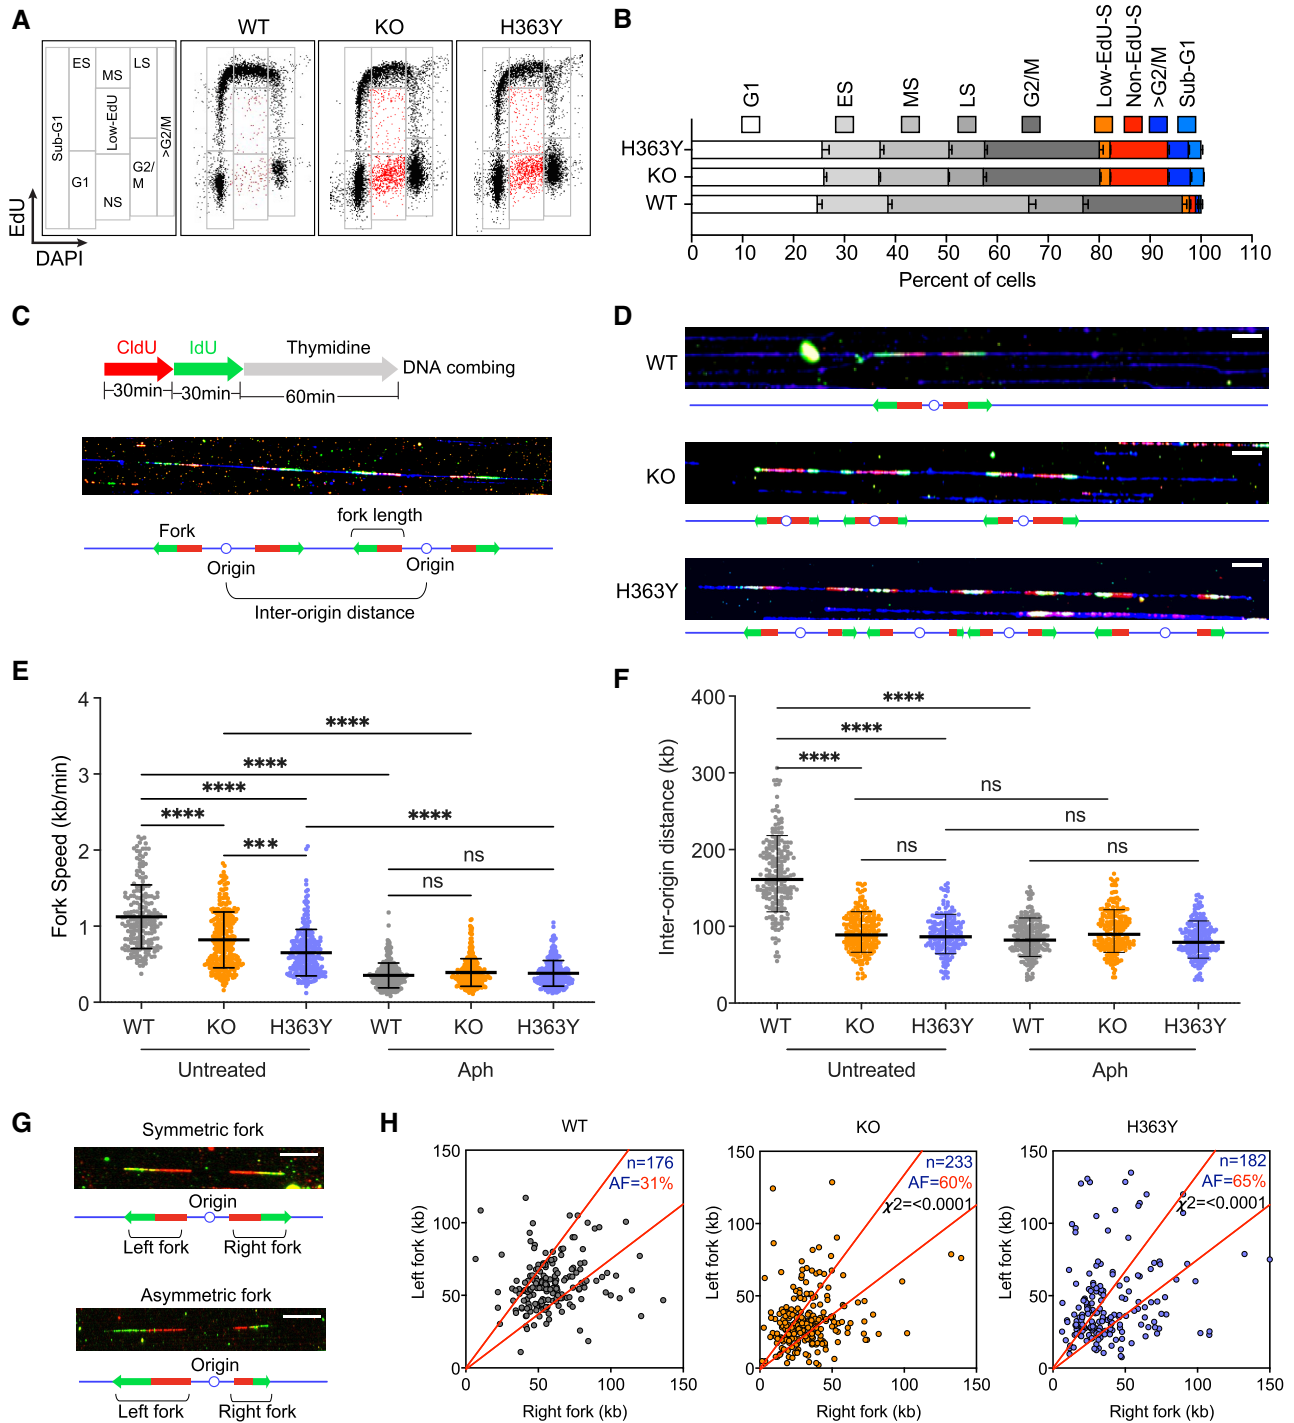 A
WT
KO
H363Y
Sub-G1
ES
MS
LS
Low-EdU
G1
G2/
M
NS
>G2/M
EdU
DAPI
B
G1
ES
MS
LS
G2/M
Low-EdU-S
Non-EdU-S
>G2/M
Sub-G1
H363Y
KO
WT
0 10 20 30 40 50 60 70 80 90 100 110
Percent of cells
C
CldU
IdU
Thymidine
DNA combing
30min
30min
60min
Fork
fork length
Origin
Origin
Inter-origin distance
D
WT
KO
H363Y
E
Fork Speed (kb/min)
4
3
2
1
0
****
****
****
****
***
****
ns
ns
WT KO H363Y WT KO H363Y
Untreated
Aph
F
Inter-origin distance (kb)
400
300
200
100
0
****
****
****
ns
ns
ns
ns
WT KO H363Y WT KO H363Y
Untreated
Aph
G
Symmetric fork
Origin
Left fork
Right fork
Asymmetric fork
Origin
Left fork
Right fork
H
WT
n=176
AF=31%
Left fork (kb)
150
100
50
0
0 50 100 150
Right fork (kb)
KO
n=233
AF=60%
χ2=<0.0001
Left fork (kb)
150
100
50
0
0 50 100 150
Right fork (kb)
H363Y
n=182
AF=65%
χ2=<0.0001
Left fork (kb)
150
100
50
0
0 50 100 150
Right fork (kb)